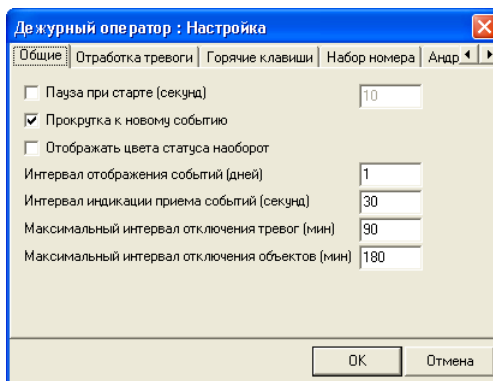 Дежурный оператор : Настройка
Общие Отработка тревоги Горячие клавиши Набор номера Андр
Пауза при старте (секунд) 10
Прокрутка к новому событию
Отображать цвета статуса наоборот
Интервал отображения событий (дней) 1
Интервал индикации приема событий (секунд) 30
Максимальный интервал отключения тревог (мин) 90
Максимальный интервал отключения объектов (мин) 180
OK Отмена